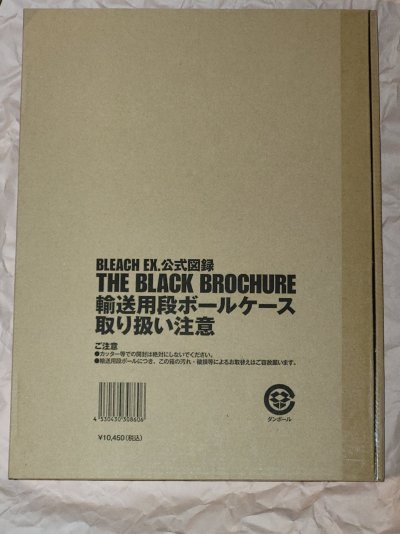 BLEACH EX.公式図録
THE BLACK BROCHURE
輸送用段ボールケース
取り扱い注意
ご注意
●カッター等での開封は絶対にしないでください。
●輸送用段ボールにつき、この箱の汚れ・破損等によるお取替えはご容赦願います。
4 530430 308606
ダンボール
¥10,450(税込)